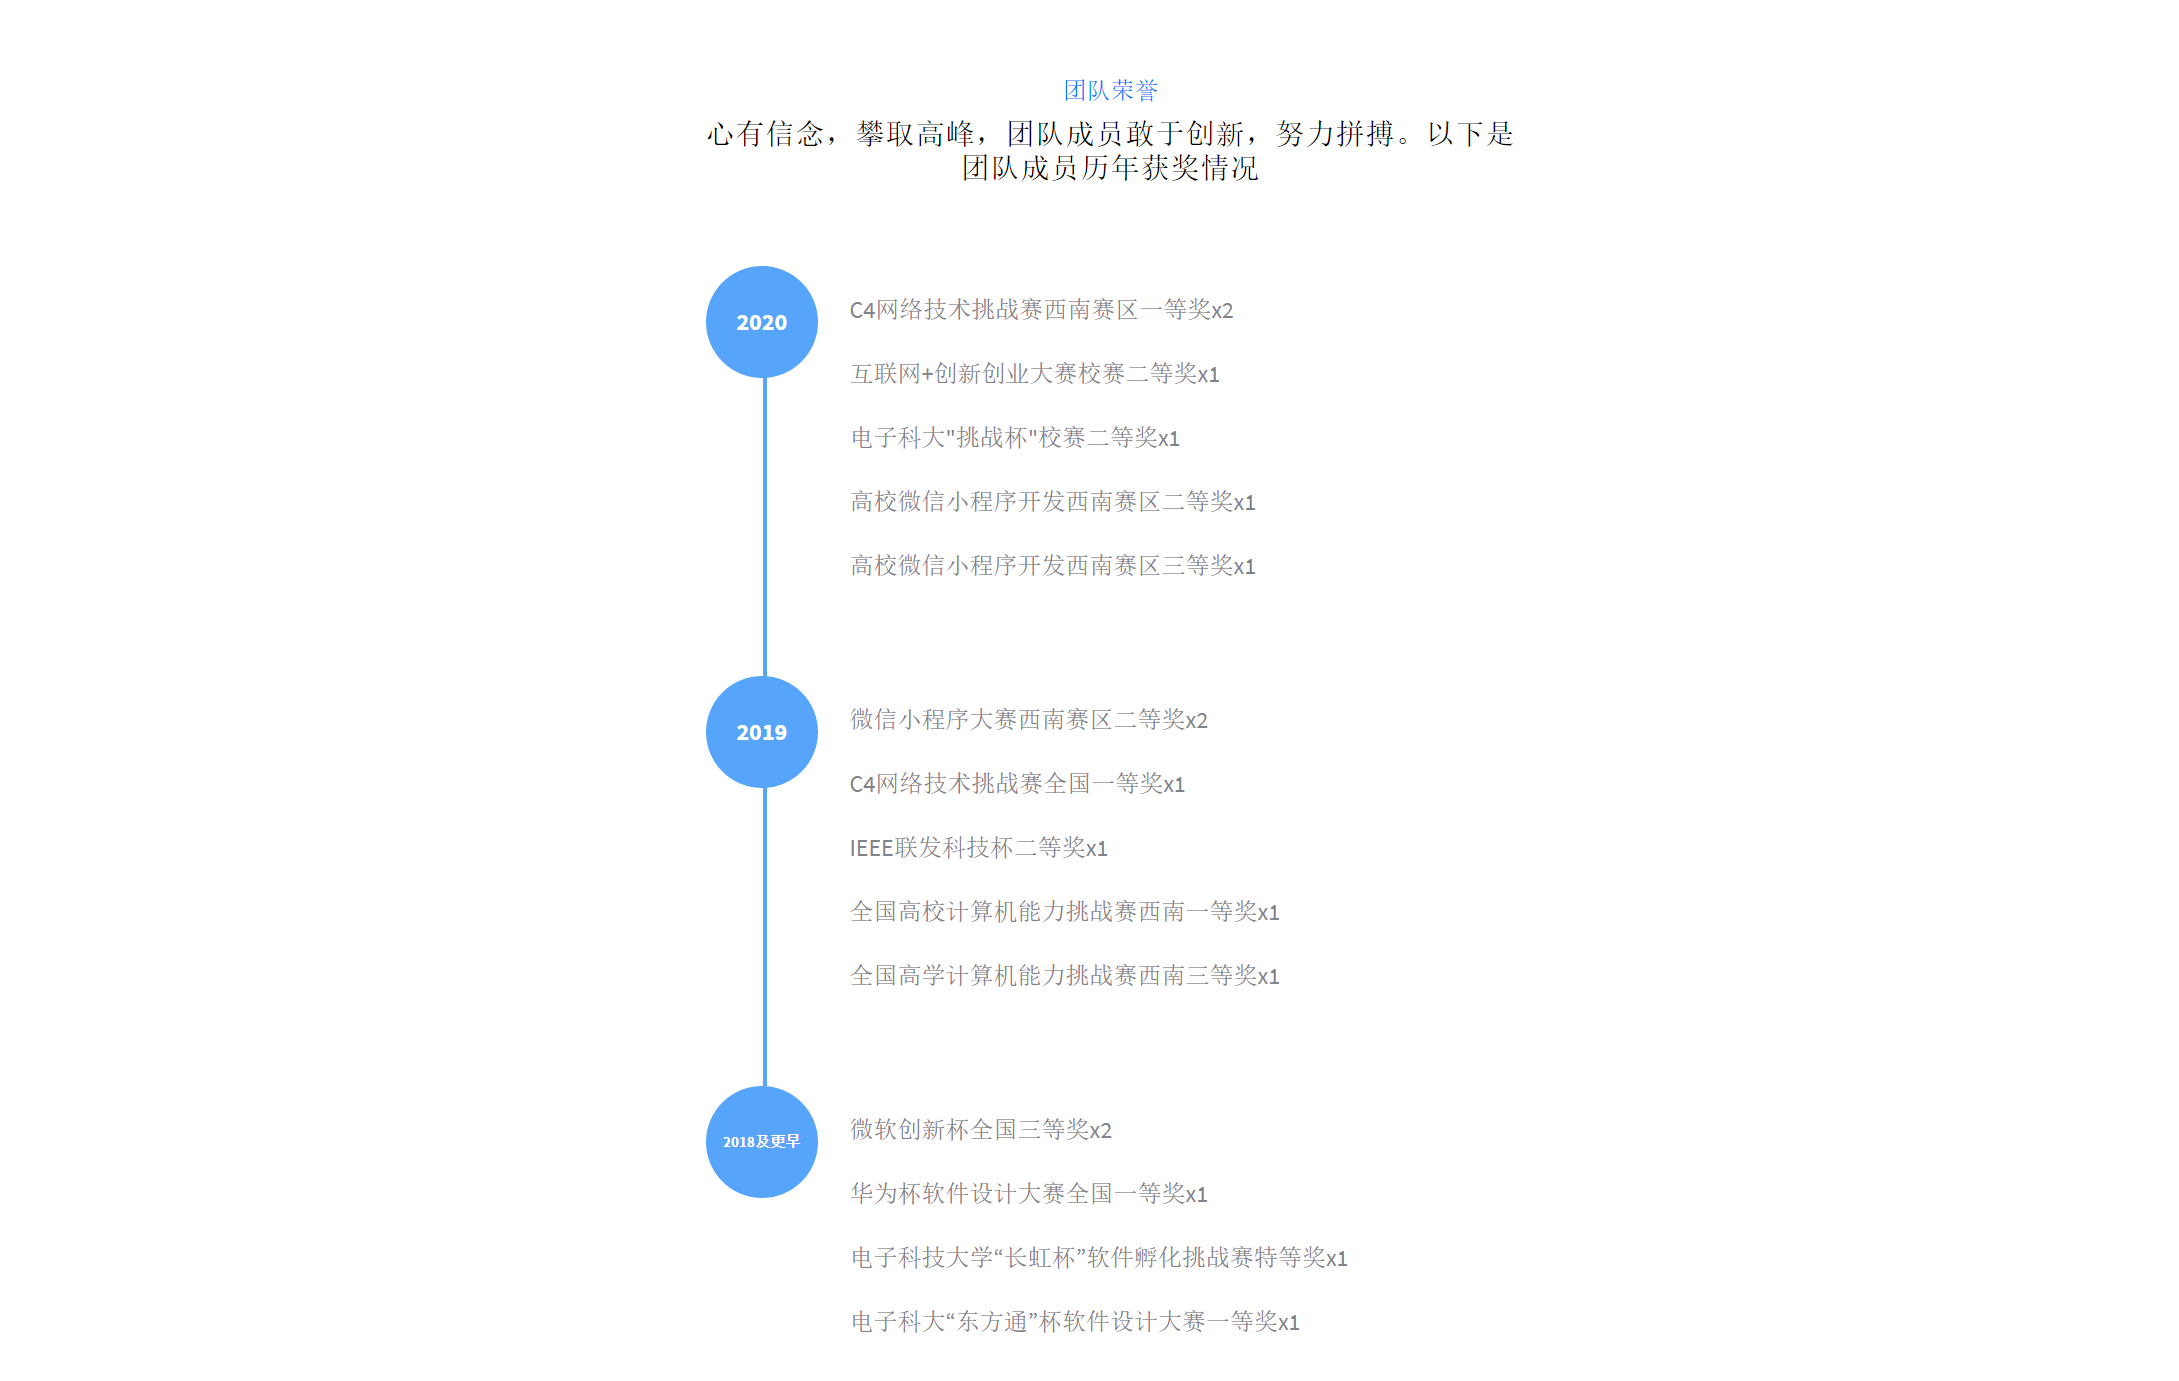 团队荣誉
心有信念，攀取高峰，团队成员敢于创新，努力拼搏。以下是
团队成员历年获奖情况
2020
C4网络技术挑战赛西南赛区一等奖x2
互联网+创新创业大赛校赛二等奖x1
电子科大"挑战杯"校赛二等奖x1
高校微信小程序开发西南赛区二等奖x1
高校微信小程序开发西南赛区三等奖x1
2019
微信小程序大赛西南赛区二等奖x2
C4网络技术挑战赛全国一等奖x1
IEEE联发科技杯二等奖x1
全国高校计算机能力挑战赛西南一等奖x1
全国高学计算机能力挑战赛西南三等奖x1
2018及更早
微软创新杯全国三等奖x2
华为杯软件设计大赛全国一等奖x1
电子科技大学“长虹杯”软件孵化挑战赛特等奖x1
电子科大“东方通”杯软件设计大赛一等奖x1